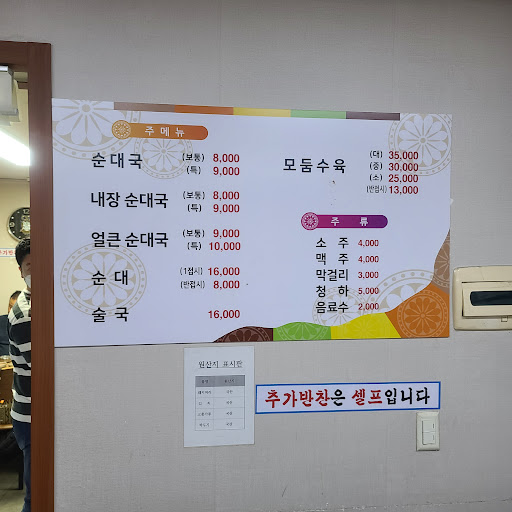 주메뉴
순대국 (보통) 8,000
(특) 9,000
내장 순대국 (보통) 8,000
(특) 9,000
얼큰 순대국 (보통) 9,000
(특) 10,000
순대 (1접시) 16,000
(반접시) 8,000
술국 16,000
모둠수육 (대) 35,000
(중) 30,000
(소) 25,000
(반접시) 13,000
주류
소주 4,000
맥주 4,000
막걸리 3,000
청하 5,000
음료수 2,000
원산지 표시판
추가반찬은 셀프입니다